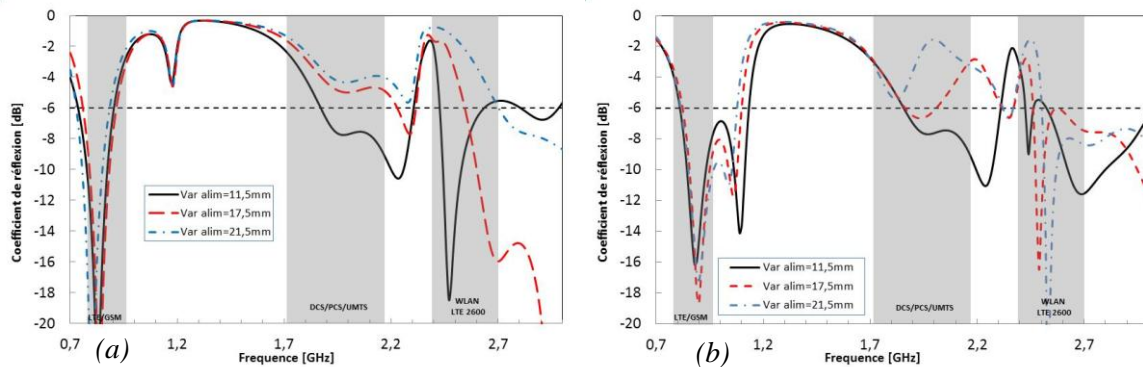 Coefficient de réflexion [dB]
0
-2
-4
-6
-8
-10
-12
-14
-16
-18
-20
Var alim=11,5mm
Var alim=17,5mm
Var alim=21,5mm
LTE/GSM
DCS/PCS/UMTS
WLAN
LTE 2600
0,7
1,2
1,7
2,2
2,7
(a)
Frequence [GHz]
Coefficient de réflexion [dB]
0
-2
-4
-6
-8
-10
-12
-14
-16
-18
-20
Var alim=11,5mm
Var alim=17,5mm
Var alim=21,5mm
LTE/GSM
DCS/PCS/UMTS
WLAN
LTE 2600
0,7
1,2
1,7
2,2
2,7
(b)
Frequence [GHz]